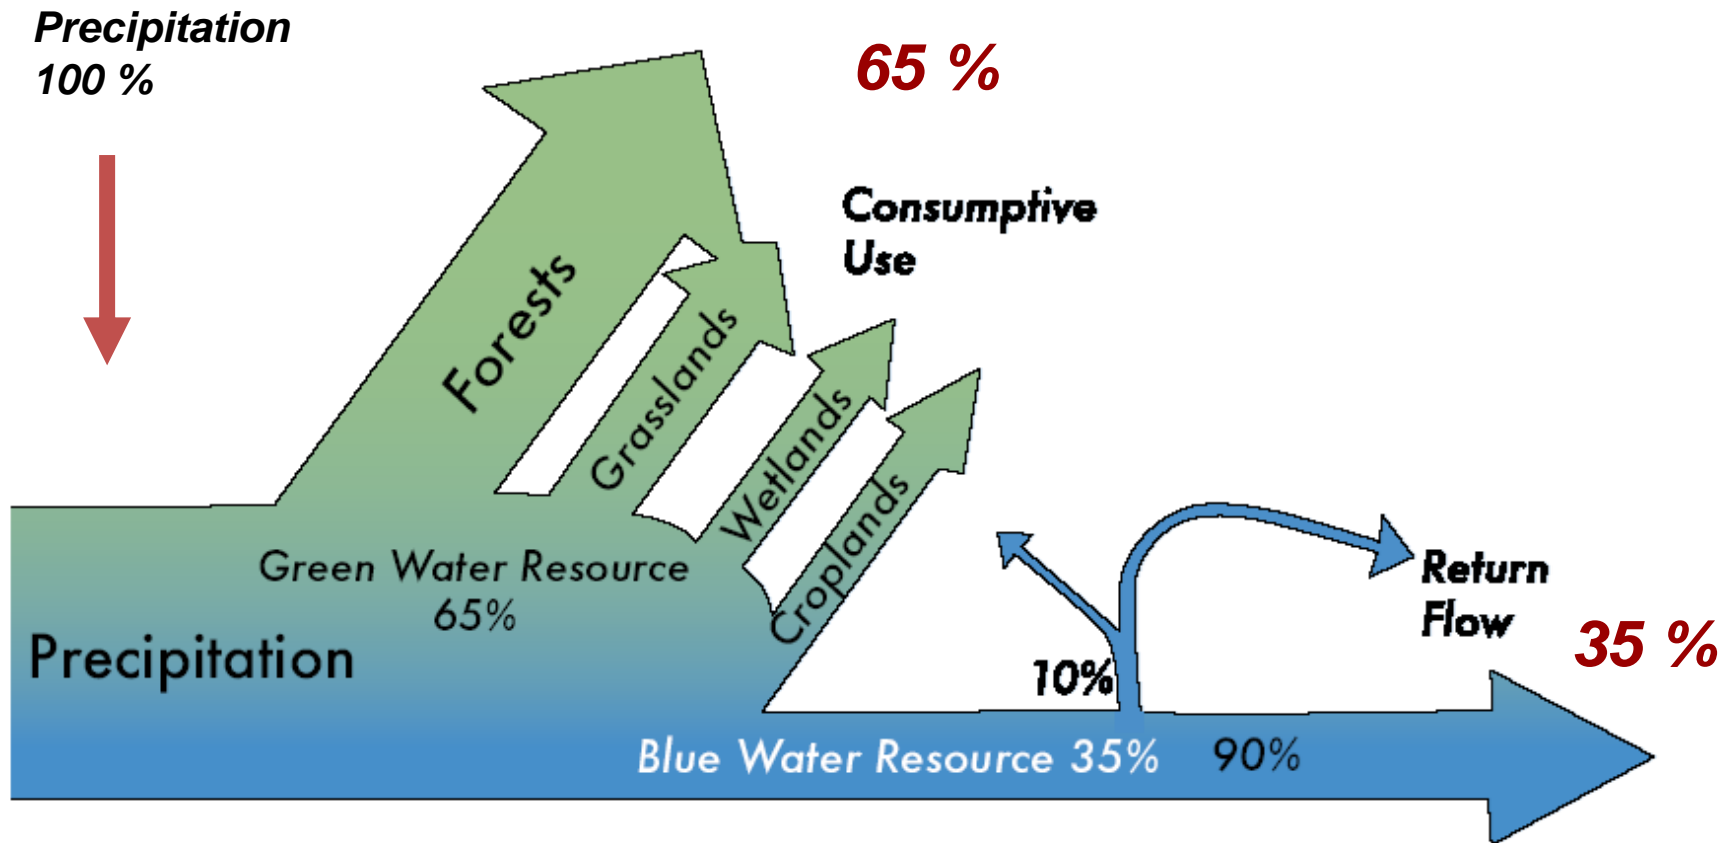 Precipitation
100 %
65 %
Consumptive
Use
Forests
Grasslands
Wetlands
Croplands
Green Water Resource
65%
Precipitation
Return
Flow
35 %
10%
Blue Water Resource 35%
90%